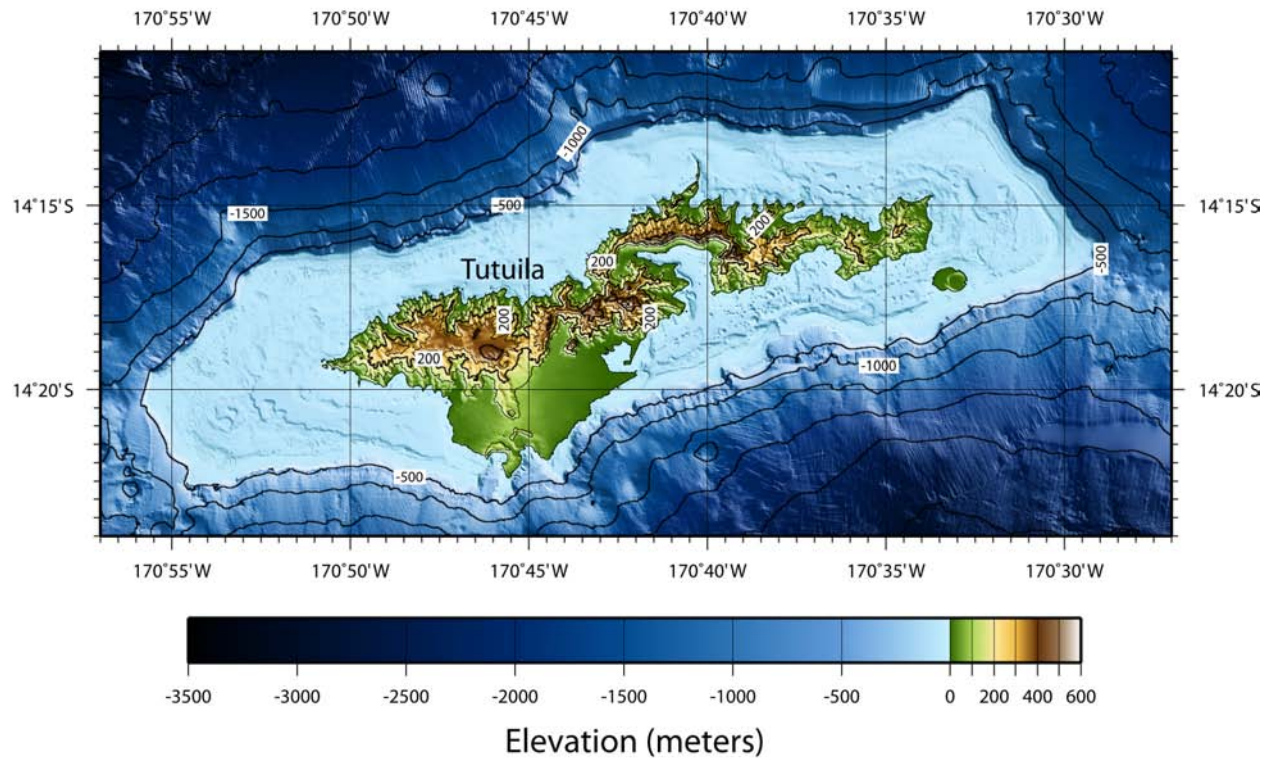 170°55'W 170°50'W 170°45'W 170°40'W 170°35'W 170°30'W
-1000
14°15'S -1500 -500 200 14°15'S
-500
200
Tutuila
200 200
200 -1000
14°20'S 14°20'S
-500
170°55'W 170°50'W 170°45'W 170°40'W 170°35'W 170°30'W
-3500 -3000 -2500 -2000 -1500 -1000 -500 0 200 400 600
Elevation (meters)